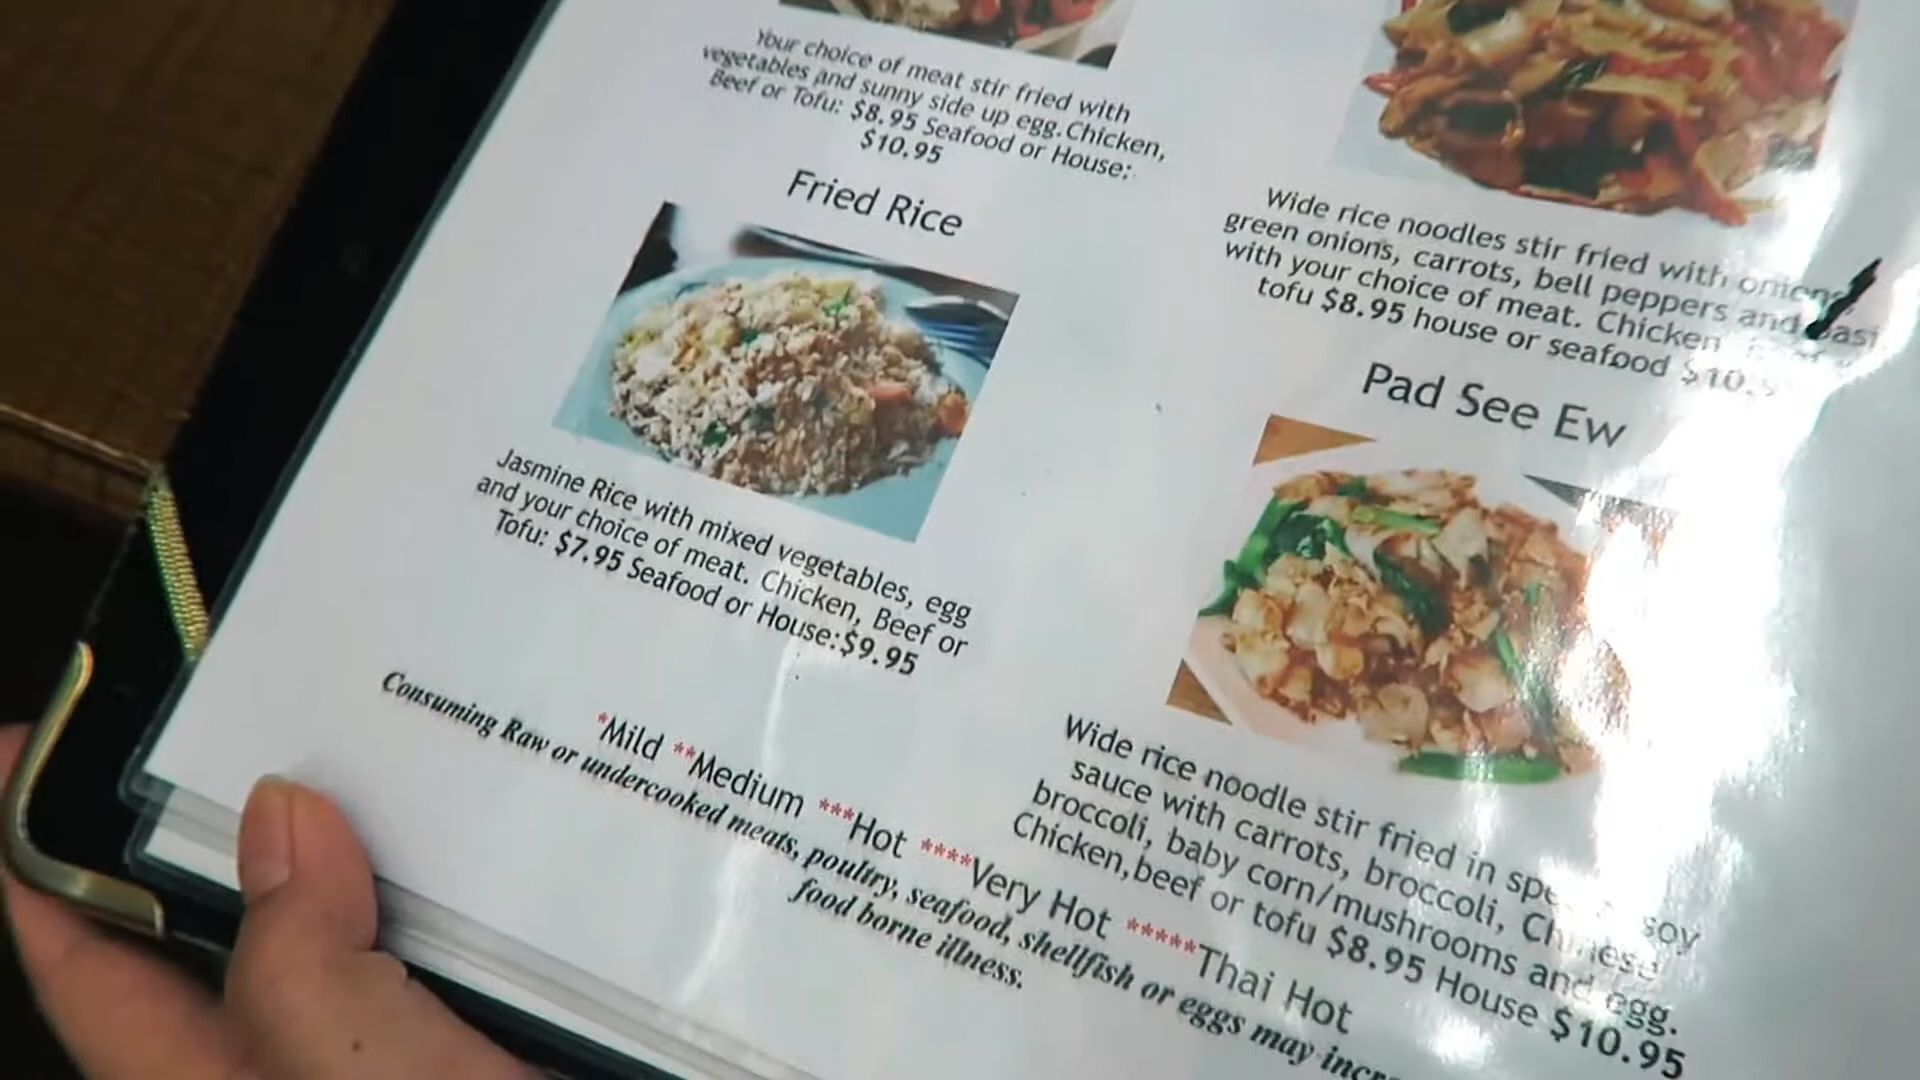 Your choice of meat stir fried with
vegetables and sunny side up egg.Chicken,
Beef or Tofu: $8.95 Seafood or House:
$10.95
Fried Rice
Jasmine Rice with mixed vegetables, egg
and your choice of meat. Chicken, Beef or
Tofu: $7.95 Seafood or House:$9.95
Wide rice noodles stir fried with onions,
green onions, carrots, bell peppers and
with your choice of meat. Chicken
tofu $8.95 house or seafood
Pad See Ew
Wide rice noodle stir fried in soy
sauce with carrots, broccoli, Chinese
broccoli, baby corn/mushrooms and egg.
Chicken,beef or tofu $8.95 House $10.95
*Mild **Medium ***Hot ****Very Hot *****Thai Hot
Consuming Raw or undercooked meats, poultry, seafood, shellfish or eggs may
food borne illness.